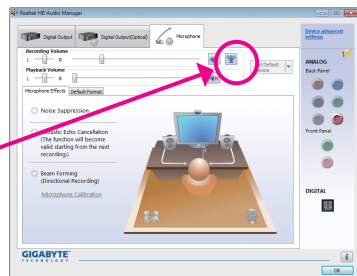 Realtek HD Audio Manager
Digital Output
Digital Output(Optical)
Microphone
Device advanced
settings
Recording Volume
L R
Playback Volume
L R
Device
ANALOG
Back Panel
Microphone Effects
Default Format
Noise Suppression
Acoustic Echo Cancellation
(The function will become
valid starting from the next
recording.)
Front Panel
Beam Forming
(Directional Recording)
Microphone Calibration
DIGITAL
GIGABYTE
TECHNOLOGY
i
OK